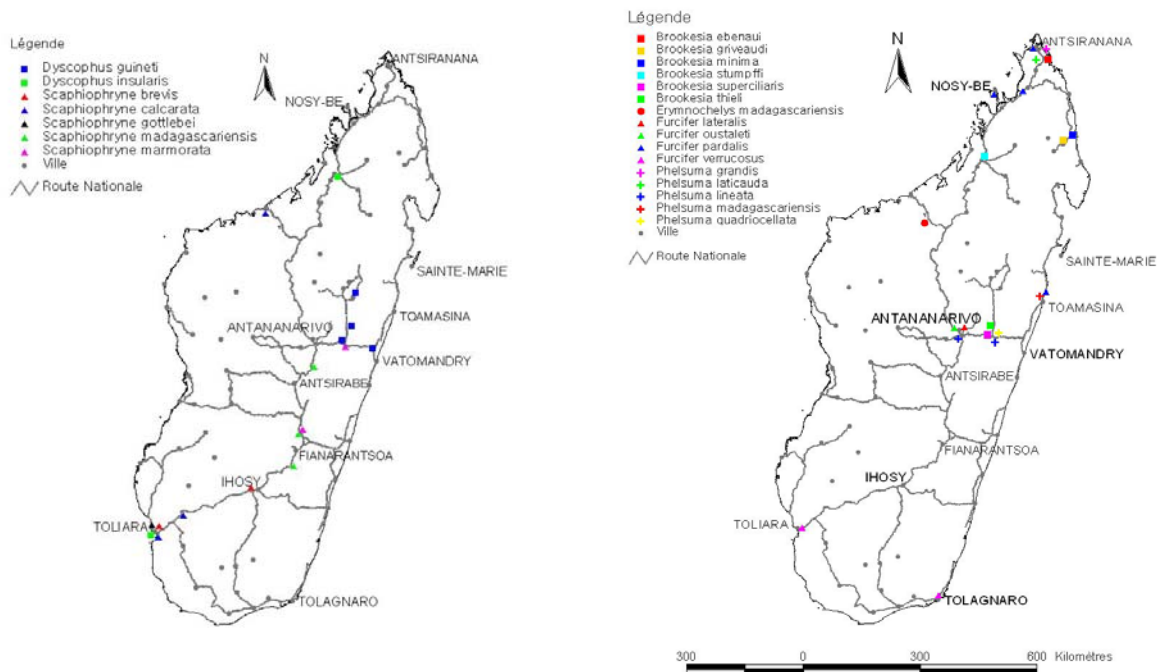 Légende
Dyscophus guineti
Dyscophus insularis
Scaphiophryne brevis
Scaphiophryne calcarata
Scaphiophryne gottlebei
Scaphiophryne madagascariensis
Scaphiophryne marmorata
Ville
Route Nationale
N
ANTSIRANANA
NOSY-BE
SAINTE-MARIE
TOAMASINA
ANTANANARIVO
VATOMANDRY
ANTSIRABE
FIANARANTSOA
IHOSY
TOLIARA
TOLAGNARO
Légende
Brookesia ebenaui
Brookesia griveaudi
Brookesia minima
Brookesia stumpffi
Brookesia superciliaris
Brookesia thieli
Erymnochelys madagascariensis
Furcifer lateralis
Furcifer oustaleti
Furcifer pardalis
Furcifer verrucosus
Phelsuma grandis
Phelsuma laticauda
Phelsuma lineata
Phelsuma madagascariensis
Phelsuma quadriocellata
Ville
Route Nationale
N
ANTSIRANANA
NOSY-BE
SAINTE-MARIE
TOAMASINA
ANTANANARIVO
VATOMANDRY
ANTSIRABE
FIANARANTSOA
IHOSY
TOLIARA
TOLAGNARO
300 0 300 600 Kilométres